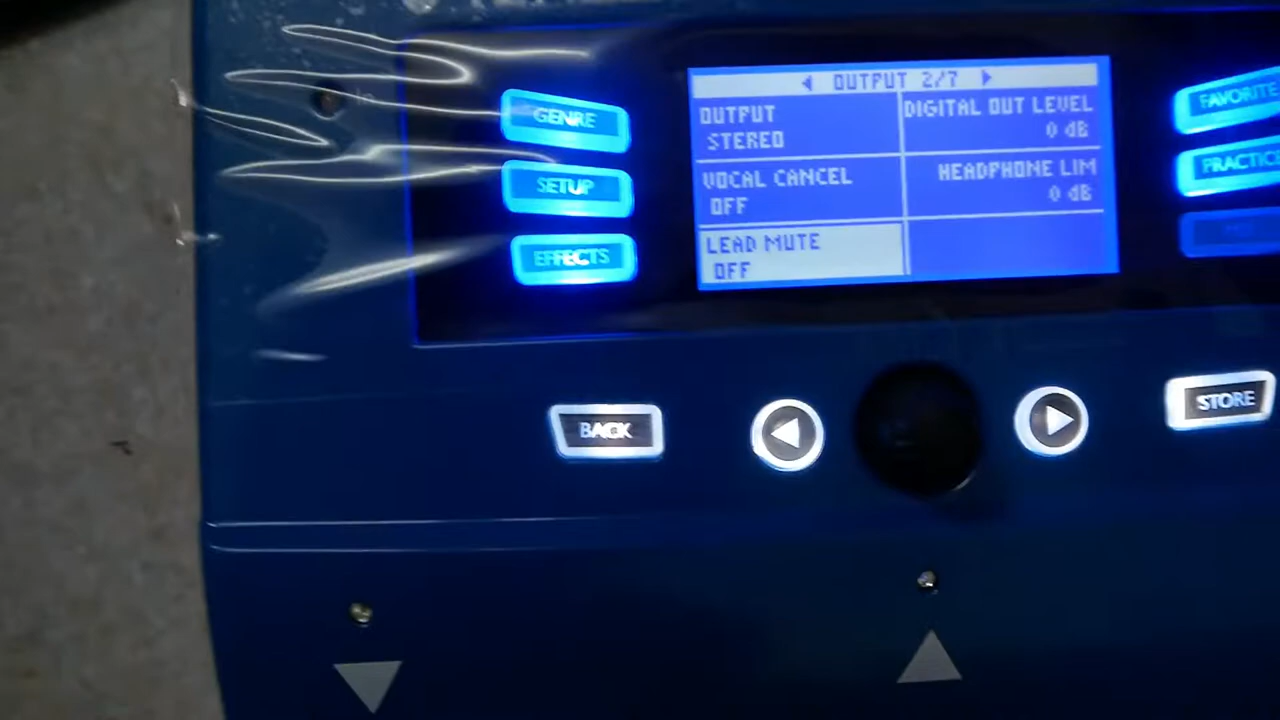 OUTPUT 2/7
OUTPUT
STEREO
DIGITAL OUT LEVEL
0 dB
VOCAL CANCEL
OFF
HEADPHONE LIM
0 dB
LEAD MUTE
OFF
GENRE
SETUP
EFFECTS
FAVORITE
PRACTICE
BACK
STORE